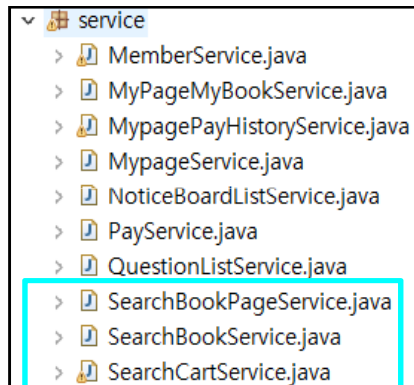 service
MemberService.java
MyPageMyBookService.java
MypagePayHistoryService.java
MypageService.java
NoticeBoardListService.java
PayService.java
QuestionListService.java
SearchBookPageService.java
SearchBookService.java
SearchCartService.java